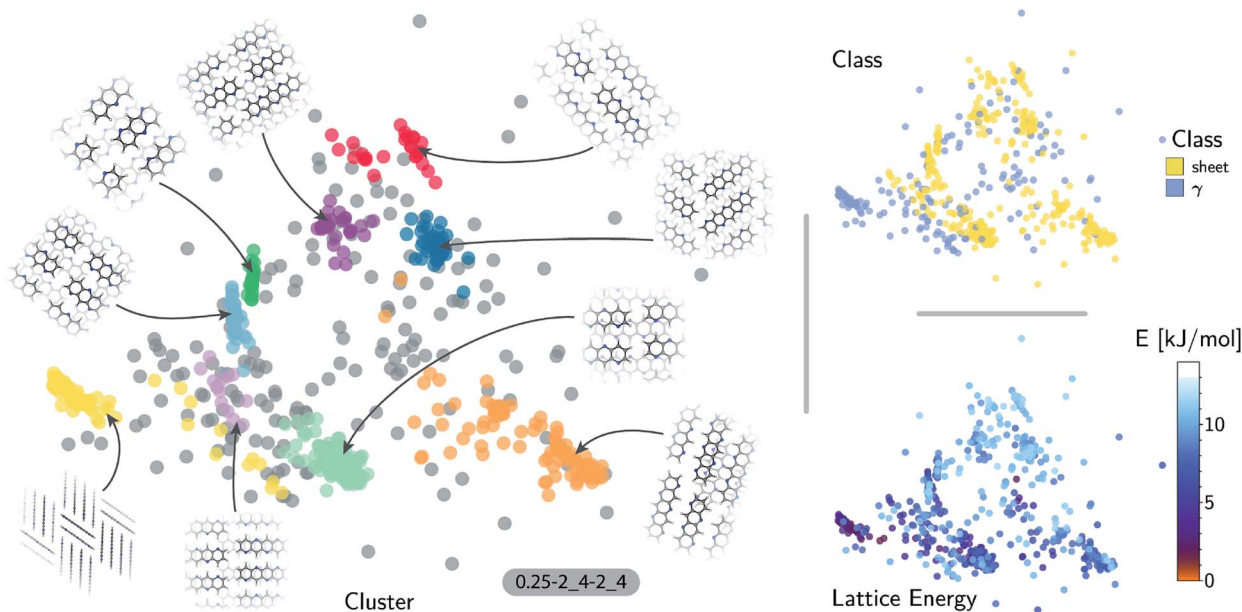 Class
Class
sheet
γ
E [kJ/mol]
10
5
0
0.25-2_4-2_4
Cluster
Lattice Energy